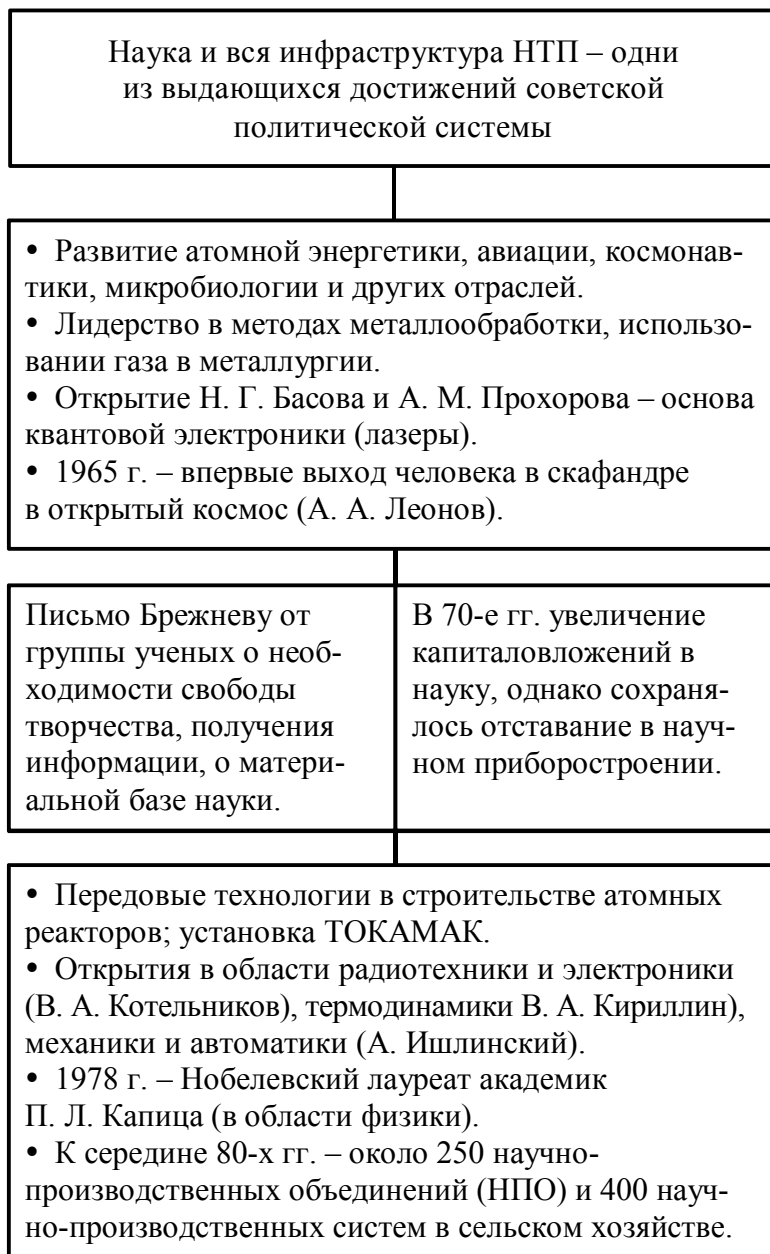 Наука и вся инфраструктура НТП – одни
из выдающихся достижений советской
политической системы
• Развитие атомной энергетики, авиации, космонав-
тики, микробиологии и других отраслей.
• Лидерство в методах металлообработки, использо-
вании газа в металлургии.
• Открытие Н. Г. Басова и А. М. Прохорова – основа
квантовой электроники (лазеры).
• 1965 г. – впервые выход человека в скафандре
в открытый космос (А. А. Леонов).
Письмо Брежневу от
группы ученых о необ-
ходимости свободы
творчества, получения
информации, о матери-
альной базе науки.
В 70-е гг. увеличение
капиталовложений в
науку, однако сохраня-
лось отставание в науч-
ном приборостроении.
• Передовые технологии в строительстве атомных
реакторов; установка ТОКАМАК.
• Открытия в области радиотехники и электроники
(В. А. Котельников), термодинамики В. А. Кириллин),
механики и автоматики (А. Ишлинский).
• 1978 г. – Нобелевский лауреат академик
П. Л. Капица (в области физики).
• К середине 80-х гг. – около 250 научно-
производственных объединений (НПО) и 400 науч-
но-производственных систем в сельском хозяйстве.